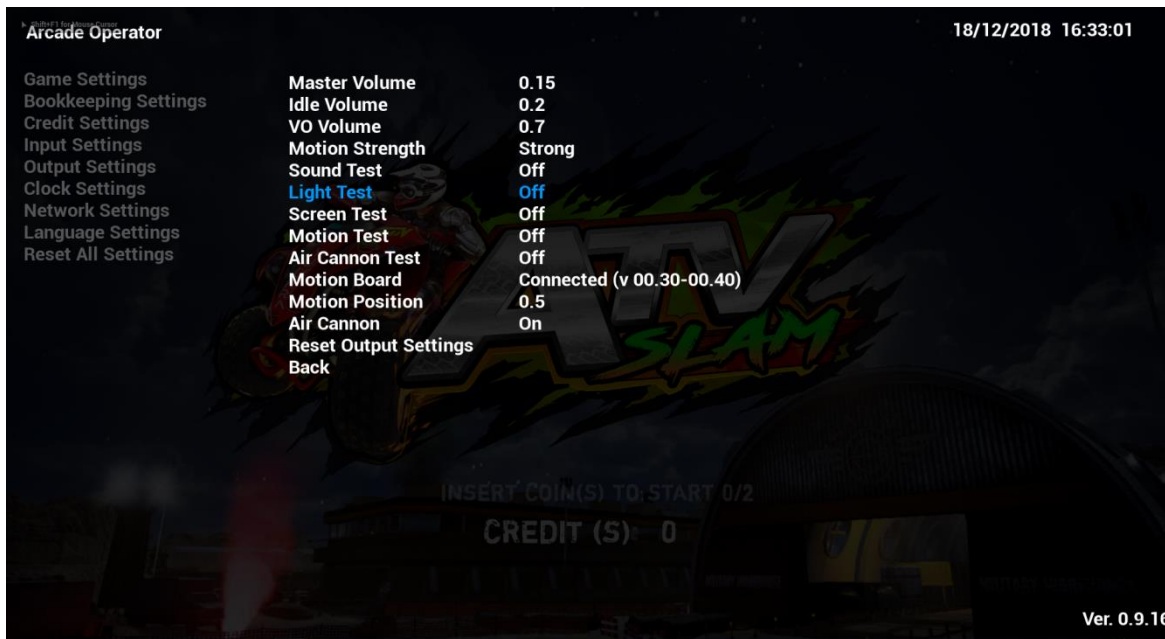 Shift+F1 for Mouse Cursor
Arcade Operator
18/12/2018 16:33:01
Game Settings
Bookkeeping Settings
Credit Settings
Input Settings
Output Settings
Clock Settings
Network Settings
Language Settings
Reset All Settings
Master Volume 0.15
Idle Volume 0.2
VO Volume 0.7
Motion Strength Strong
Sound Test Off
Light Test Off
Screen Test Off
Motion Test Off
Air Cannon Test Off
Motion Board Connected (v 00.30-00.40)
Motion Position 0.5
Air Cannon On
Reset Output Settings
Back
ATV
SLAM
INSERT COIN(S) TO START 0/2
CREDIT (S): 0
Ver. 0.9.16